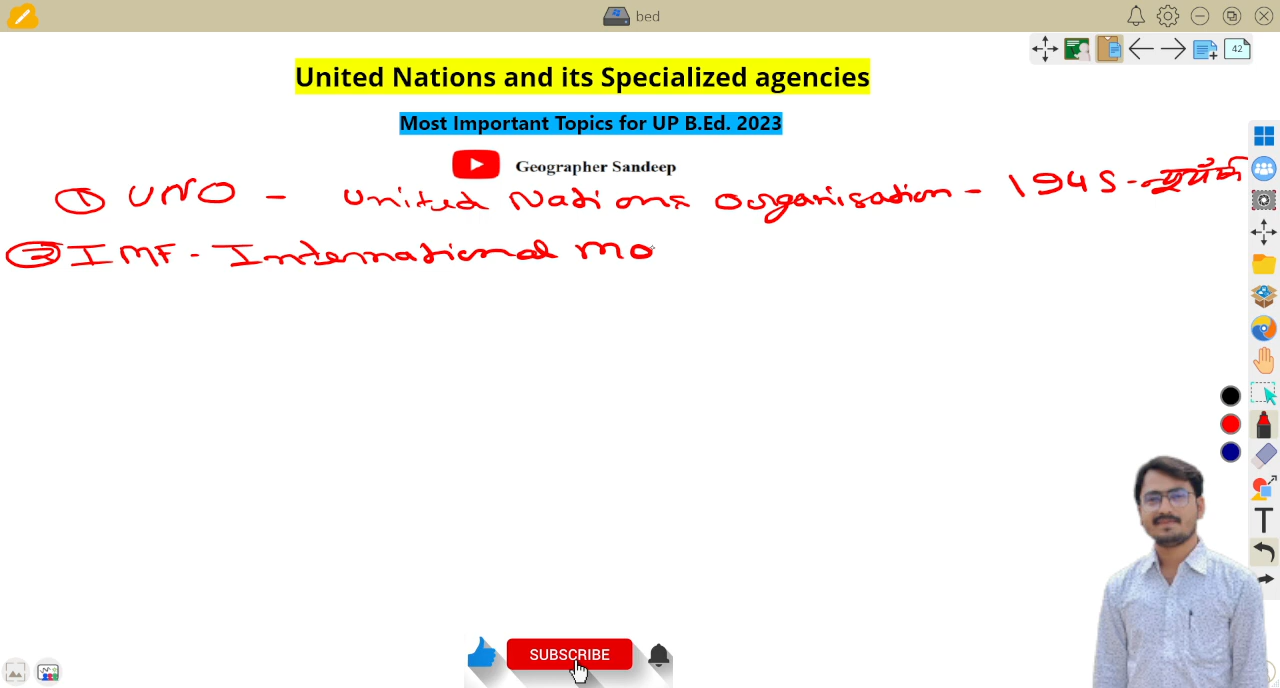 bed
42
United Nations and its Specialized agencies
Most Important Topics for UP B.Ed. 2023
Geographer Sandeep
① UNO - United Nations Organisation - 1945 -
② IMF - International Mo
T
SUBSCRIBE